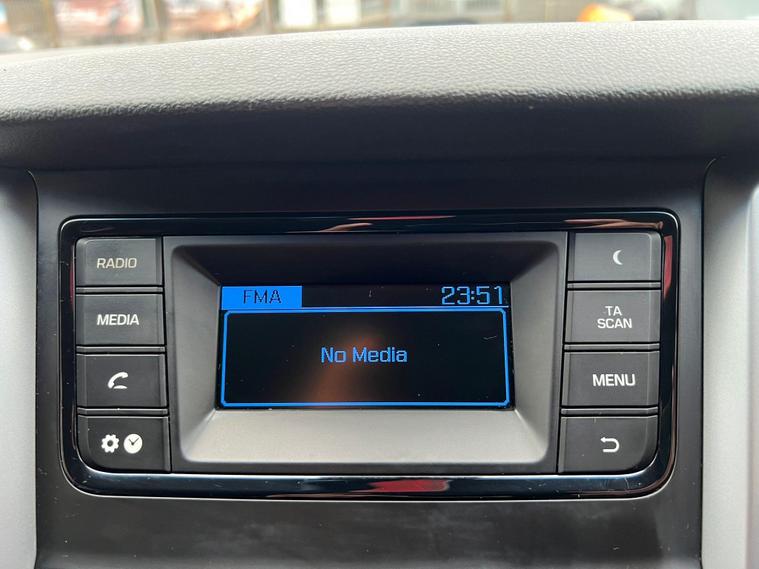 RADIO
MEDIA
FMA 23:51
No Media
TA
SCAN
MENU